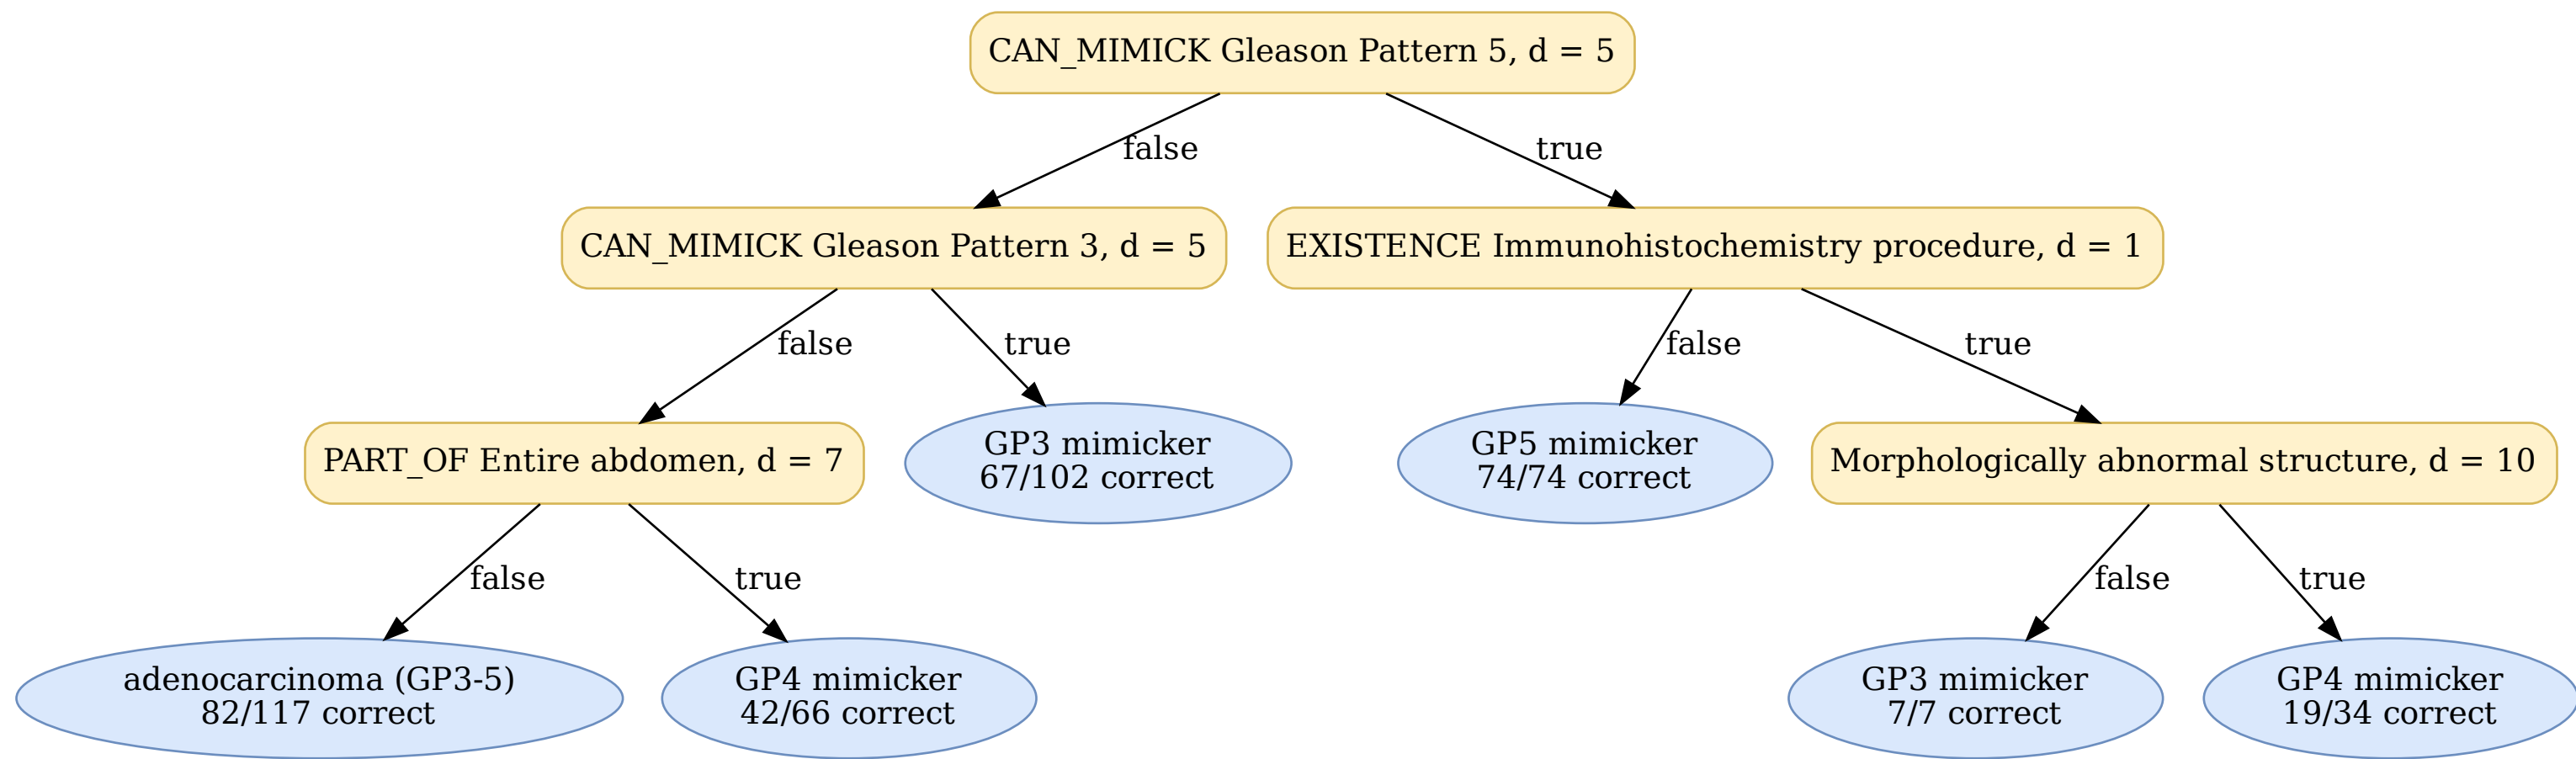 CAN_MIMICK Gleason Pattern 5, d = 5
false
true
CAN_MIMICK Gleason Pattern 3, d = 5
EXISTENCE Immunohistochemistry procedure, d = 1
false
true
false
true
PART_OF Entire abdomen, d = 7
GP3 mimicker
67/102 correct
GP5 mimicker
74/74 correct
Morphologically abnormal structure, d = 10
false
true
false
true
adenocarcinoma (GP3-5)
82/117 correct
GP4 mimicker
42/66 correct
GP3 mimicker
7/7 correct
GP4 mimicker
19/34 correct